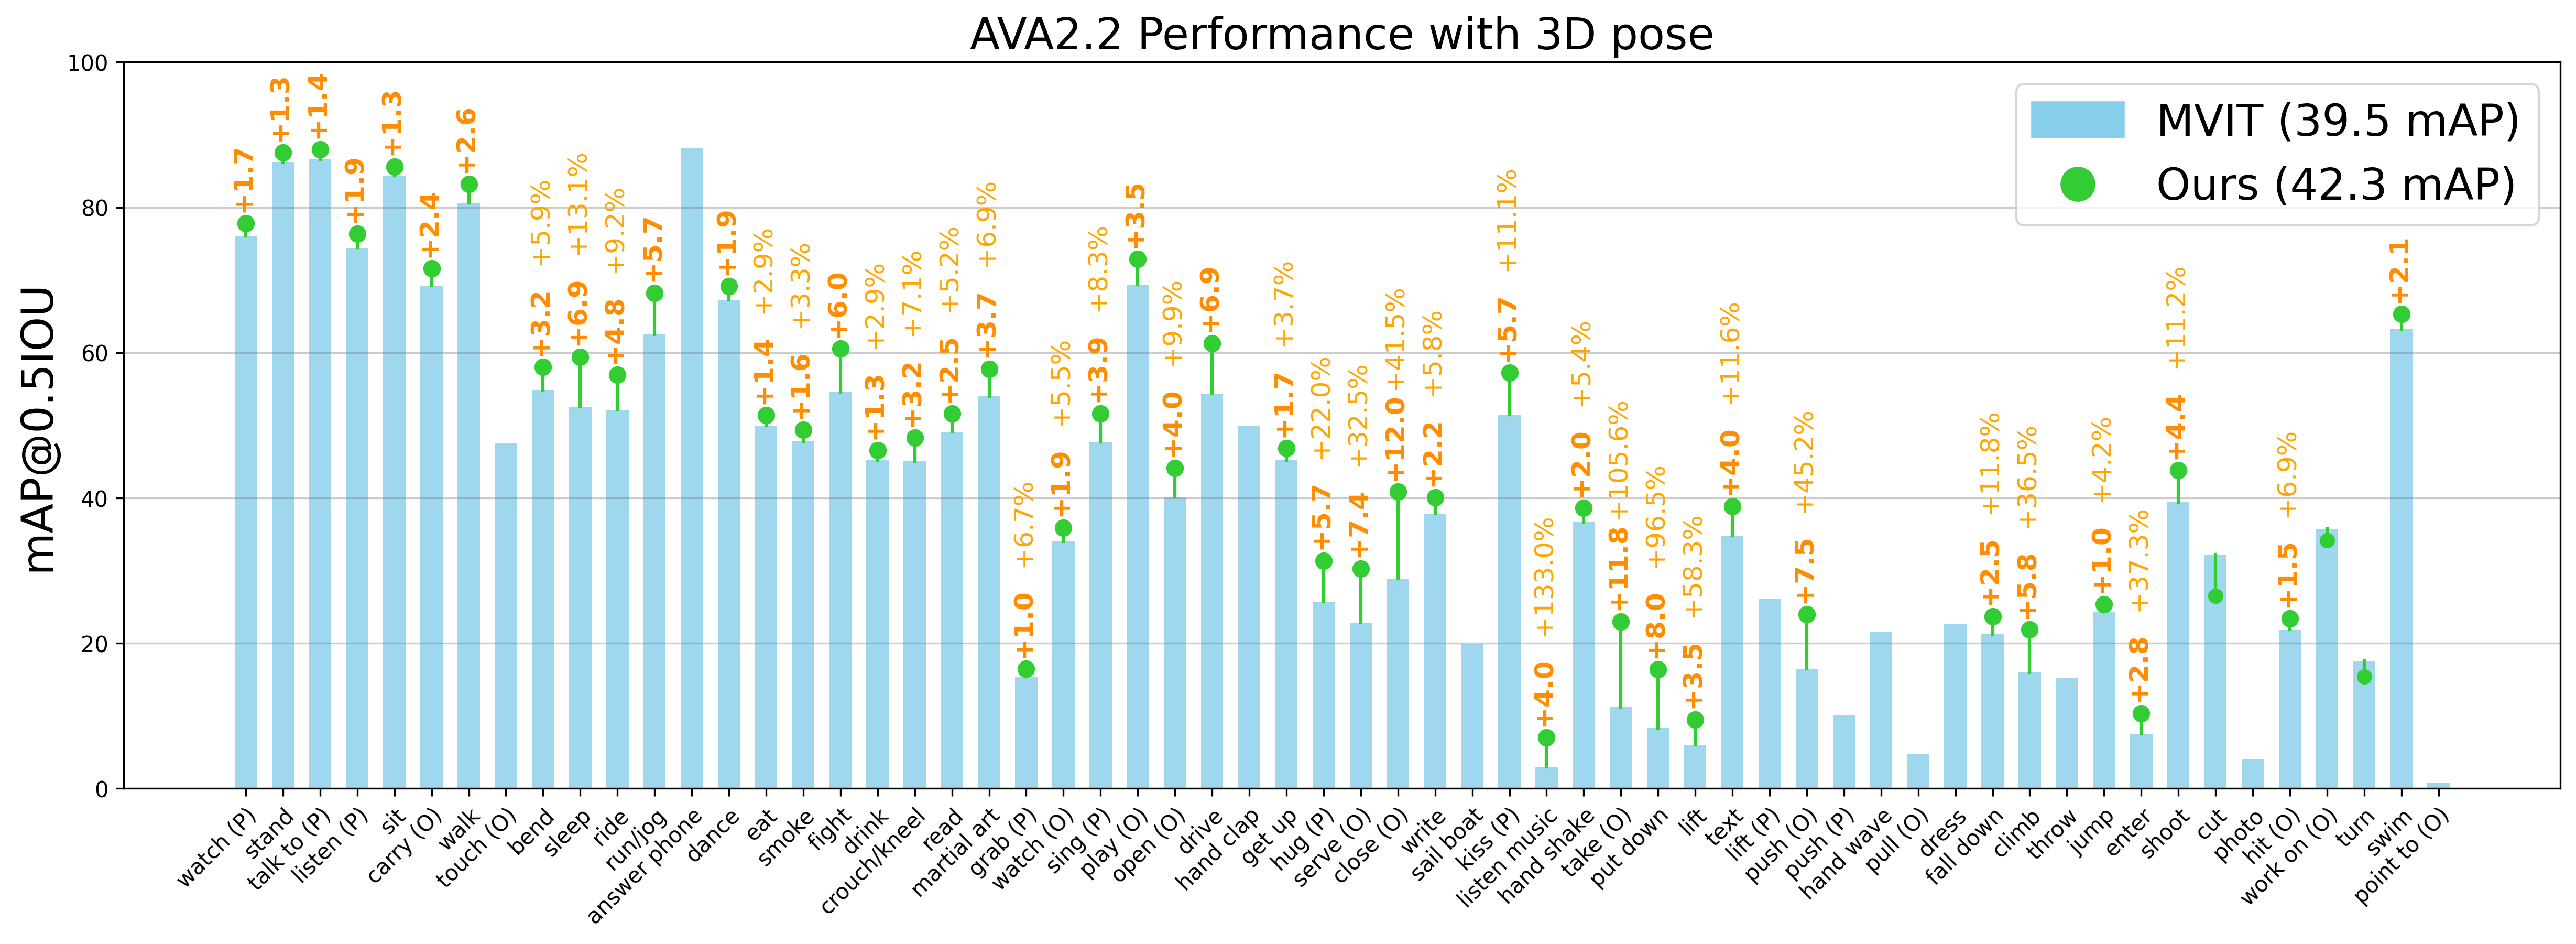 AVA2.2 Performance with 3D pose
mAP@0.5IOU
100
80
60
40
20
0
MVIT (39.5 mAP)
Ours (42.3 mAP)
+1.7
+1.3
+1.4
+1.9
+1.3
+2.4
+2.6
+3.2 +5.9%
+6.9 +13.1%
+4.8 +9.2%
+5.7
+1.9
+1.4 +2.9%
+1.6 +3.3%
+6.0
+1.3 +2.9%
+3.2 +7.1%
+2.5 +5.2%
+3.7 +6.9%
+1.0 +6.7%
+1.9 +5.5%
+3.9 +8.3%
+3.5
+4.0 +9.9%
+6.9
+1.7 +3.7%
+5.7 +22.0%
+7.4 +32.5%
+12.0 +41.5%
+2.2 +5.8%
+5.7 +11.1%
+4.0 +133.0%
+2.0 +5.4%
+11.8 +105.6%
+8.0 +96.5%
+3.5 +58.3%
+4.0 +11.6%
+7.5 +45.2%
+2.5 +11.8%
+5.8 +36.5%
+1.0 +4.2%
+2.8 +37.3%
+4.4 +11.2%
+1.5 +6.9%
+2.1
watch (P)
stand
talk to (P)
listen (P)
sit
carry (O)
walk
touch (O)
bend
sleep
ride
run/jog
answer phone
dance
eat
smoke
fight
drink
crouch/kneel
read
martial art
grab (P)
watch (O)
sing (P)
play (O)
open (O)
drive
hand clap
get up
hug (P)
serve (O)
close (O)
write
sail boat
kiss (P)
listen music
hand shake
take (O)
put down
lift
text
lift (P)
push (O)
push (P)
hand wave
pull (O)
dress
fall down
climb
throw
jump
enter
shoot
cut
photo
hit (O)
work on (O)
turn
swim
point to (O)